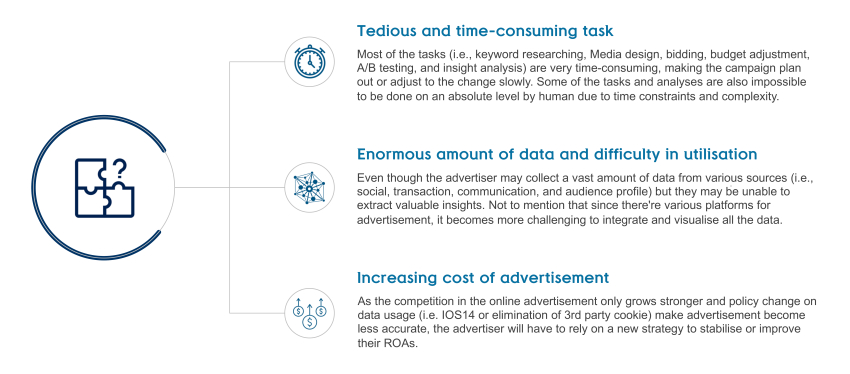 Tedious and time-consuming task
Most of the tasks (i.e., keyword researching, Media design, bidding, budget adjustment,
A/B testing, and insight analysis) are very time-consuming, making the campaign plan
out or adjust to the change slowly. Some of the tasks and analyses are also impossible
to be done on an absolute level by human due to time constraints and complexity.
?
Enormous amount of data and difficulty in utilisation
Even though the advertiser may collect a vast amount of data from various sources (i.e.,
social, transaction, communication, and audience profile) but they may be unable to
extract valuable insights. Not to mention that since there're various platforms for
advertisement, it becomes more challenging to integrate and visualise all the data.
Increasing cost of advertisement
As the competition in the online advertisement only grows stronger and policy change on
data usage (i.e. IOS14 or elimination of 3rd party cookie) make advertisement become
less accurate, the advertiser will have to rely on a new strategy to stabilise or improve
their ROAs.
$ $ $